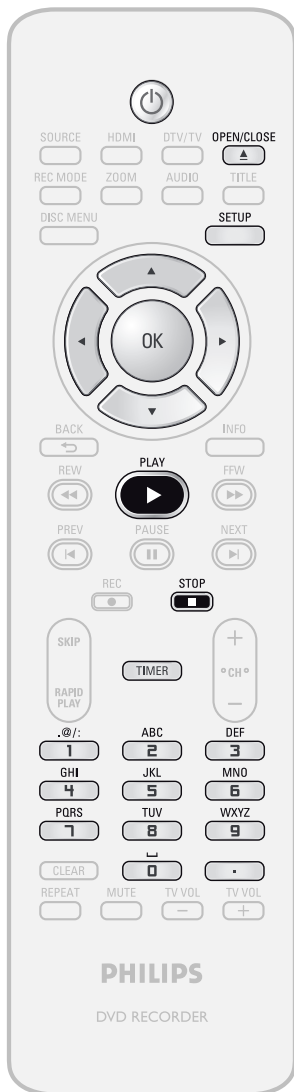 SOURCE HDMI DTV/TV OPEN/CLOSE
REC MODE ZOOM AUDIO TITLE
DISC MENU SETUP
OK
BACK INFO
REW PLAY FFW
PREV PAUSE NEXT
REC STOP
SKIP +
TIMER °CH°
RAPID
PLAY –
.@/: ABC DEF
1 2 3
GHI JKL MNO
4 5 6
PQRS TUV WXYZ
7 8 9
CLEAR 0 .
REPEAT MUTE TV VOL TV VOL
– +
PHILIPS
DVD RECORDER